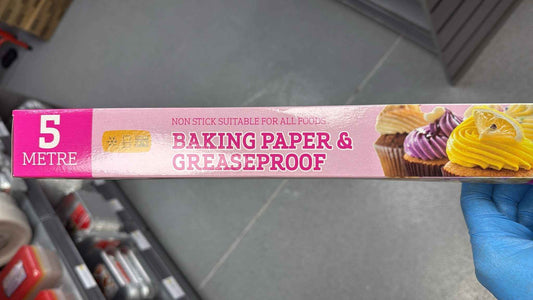 5
METRE
NON STICK SUITABLE FOR ALL FOODS
BAKING PAPER &
GREASEPROOF